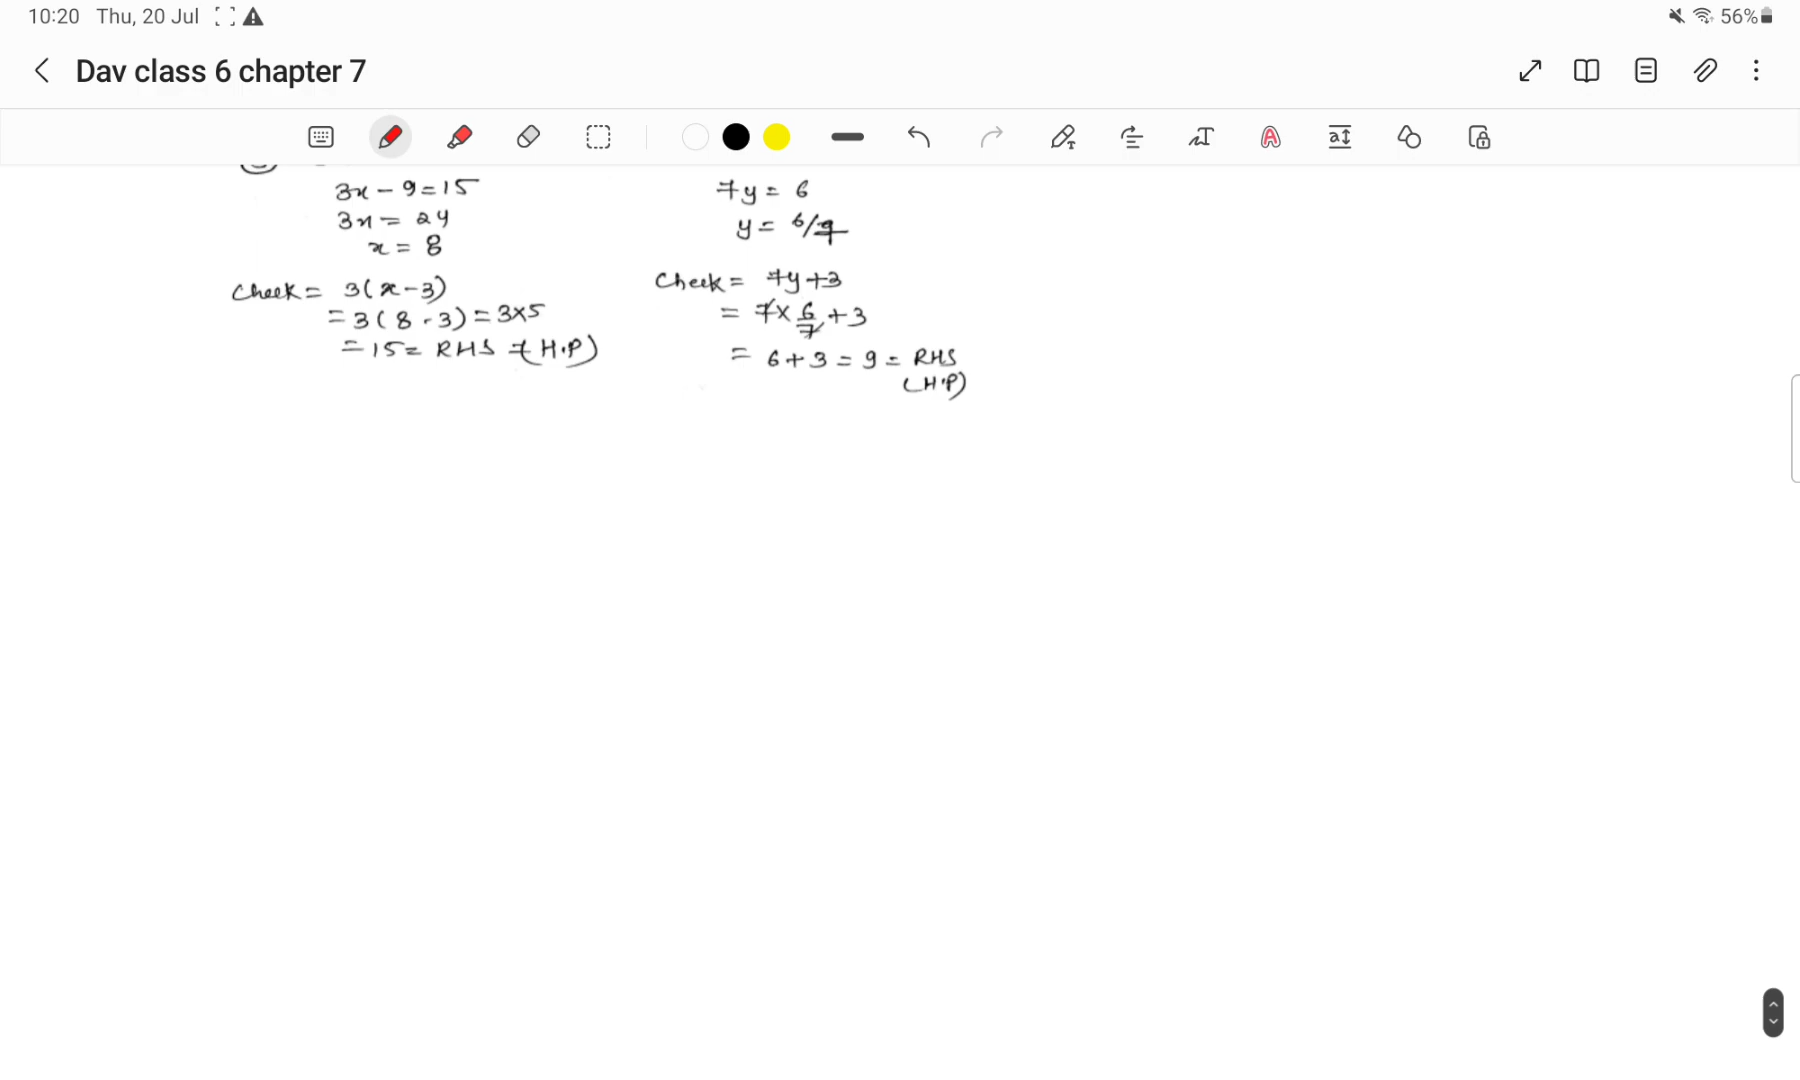 10:20 Thu, 20 Jul
56%
Dav class 6 chapter 7
3x - 9 = 15
3x = 24
x = 8
Check = 3(x-3)
= 3(8-3) = 3×5
= 15 = RHS (H.P)
7y = 6
y = 6/7
Check = 7y+3
= 7 × 6/7 + 3
= 6+3 = 9 = RHS
(H.P)